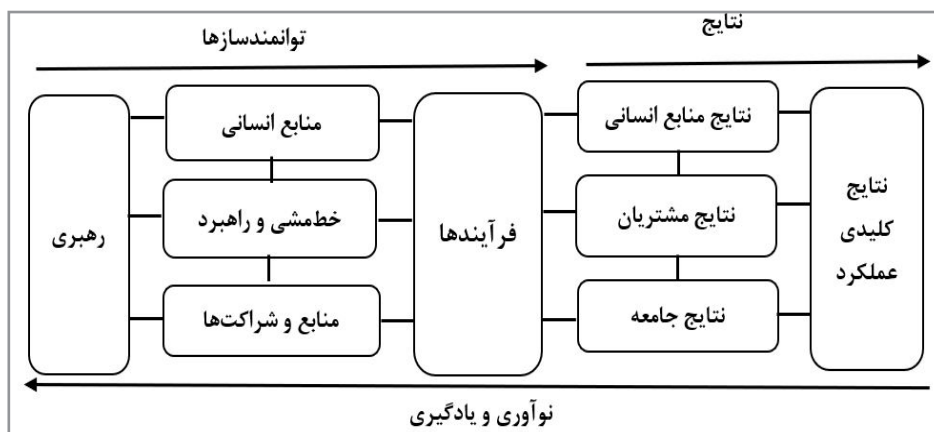 توانمندسازها
نتایج
رهبری
منابع انسانی
خط‌مشی و راهبرد
منابع و شراکت‌ها
فرآیندها
نتایج منابع انسانی
نتایج مشتریان
نتایج جامعه
نتایج
کلیدی
عملکرد
نوآوری و یادگیری